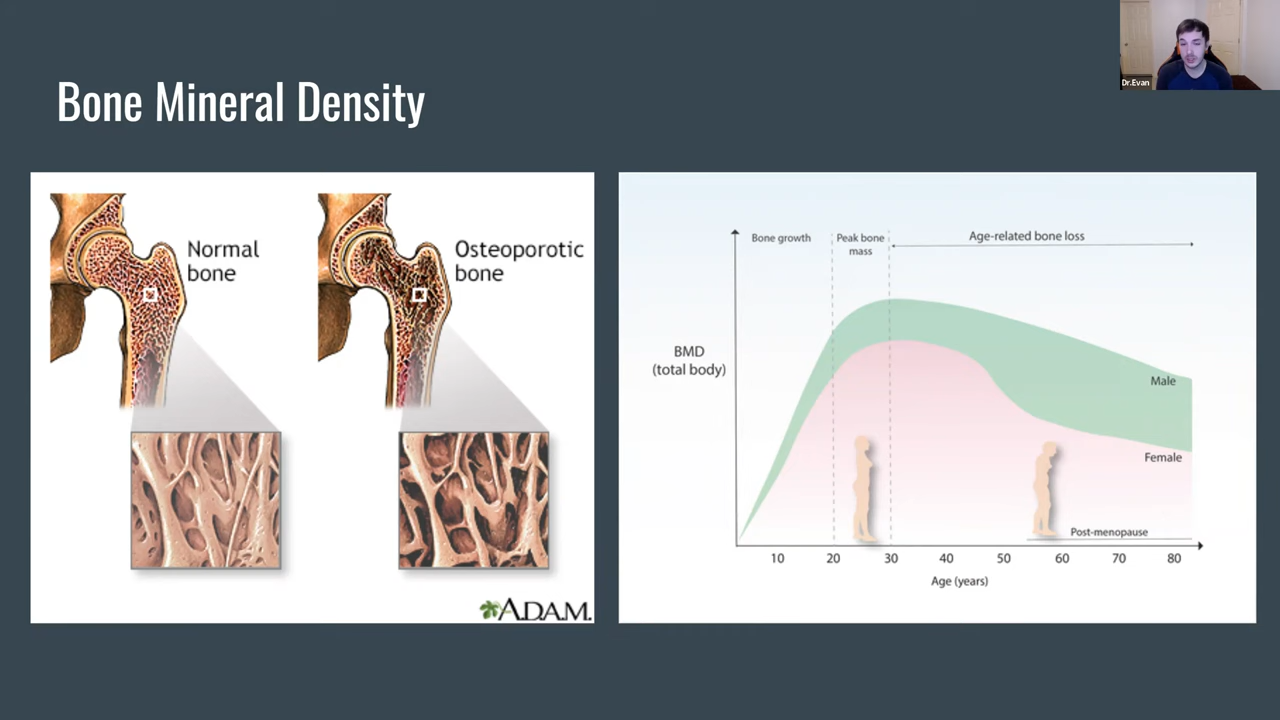 Dr.Evan
Bone Mineral Density
Normal
bone
Osteoporotic
bone
A.D.A.M.
Bone growth
Peak bone
mass
Age-related bone loss
BMD
(total body)
Male
Female
Post-menopause
10 20 30 40 50 60 70 80
Age (years)